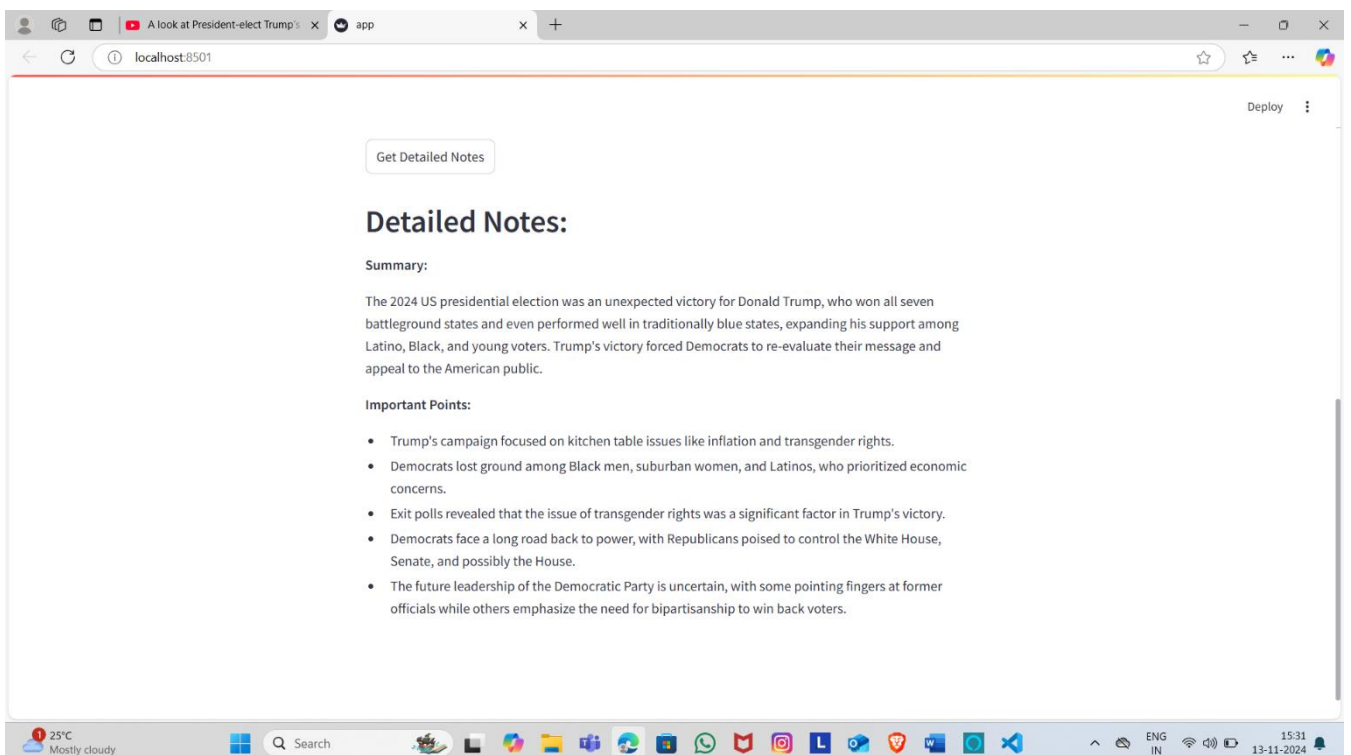 A look at President-elect Trump's
app
localhost:8501
Deploy
Get Detailed Notes
Detailed Notes:
Summary:
The 2024 US presidential election was an unexpected victory for Donald Trump, who won all seven
battleground states and even performed well in traditionally blue states, expanding his support among
Latino, Black, and young voters. Trump's victory forced Democrats to re-evaluate their message and
appeal to the American public.
Important Points:
• Trump's campaign focused on kitchen table issues like inflation and transgender rights.
• Democrats lost ground among Black men, suburban women, and Latinos, who prioritized economic
concerns.
• Exit polls revealed that the issue of transgender rights was a significant factor in Trump's victory.
• Democrats face a long road back to power, with Republicans poised to control the White House,
Senate, and possibly the House.
• The future leadership of the Democratic Party is uncertain, with some pointing fingers at former
officials while others emphasize the need for bipartisanship to win back voters.
1
25°C
Mostly cloudy
Search
L
ENG
IN
15:31
13-11-2024